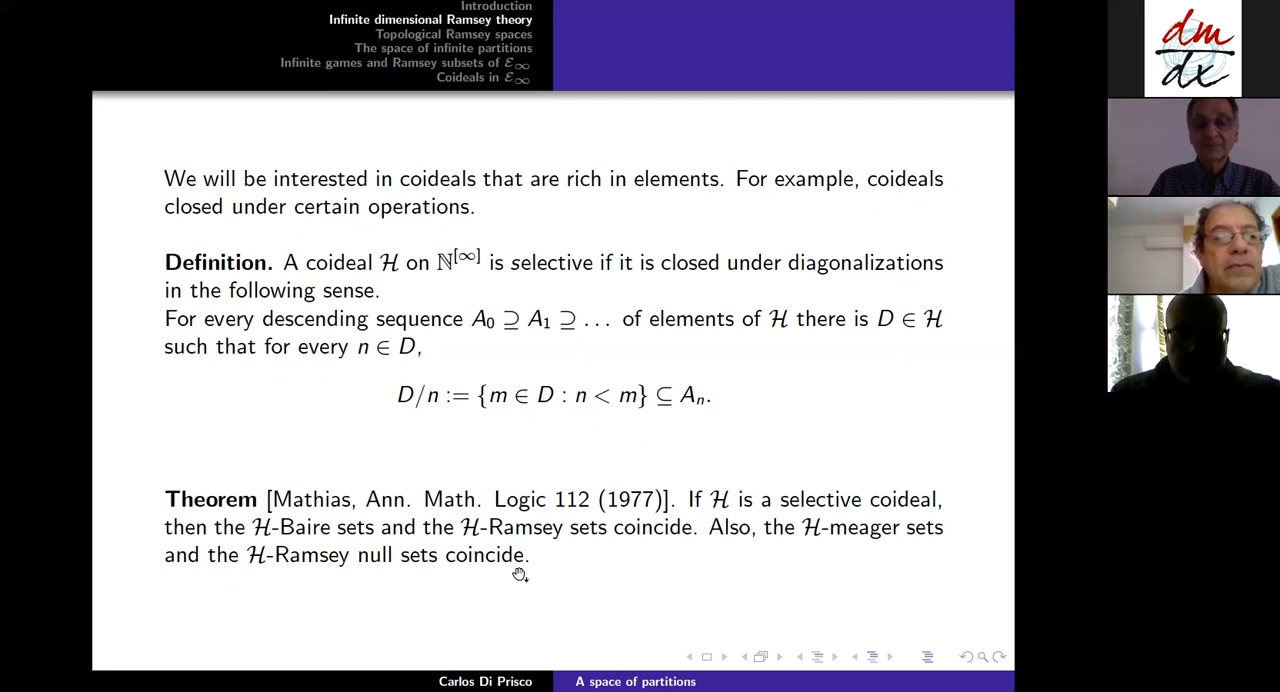 Introduction
Infinite dimensional Ramsey theory
Topological Ramsey spaces
The space of infinite partitions
Infinite games and Ramsey subsets of ℰ∞
Coideals in ℰ∞
We will be interested in coideals that are rich in elements. For example, coideals
closed under certain operations.
Definition. A coideal ℋ on ℕ^[∞] is selective if it is closed under diagonalizations
in the following sense.
For every descending sequence A₀ ⊇ A₁ ⊇ … of elements of ℋ there is D ∈ ℋ
such that for every n ∈ D,
D/n := {m ∈ D : n < m} ⊆ Aₙ.
Theorem [Mathias, Ann. Math. Logic 112 (1977)]. If ℋ is a selective coideal,
then the ℋ-Baire sets and the ℋ-Ramsey sets coincide. Also, the ℋ-meager sets
and the ℋ-Ramsey null sets coincide.
Carlos Di Prisco
A space of partitions
dm
dx